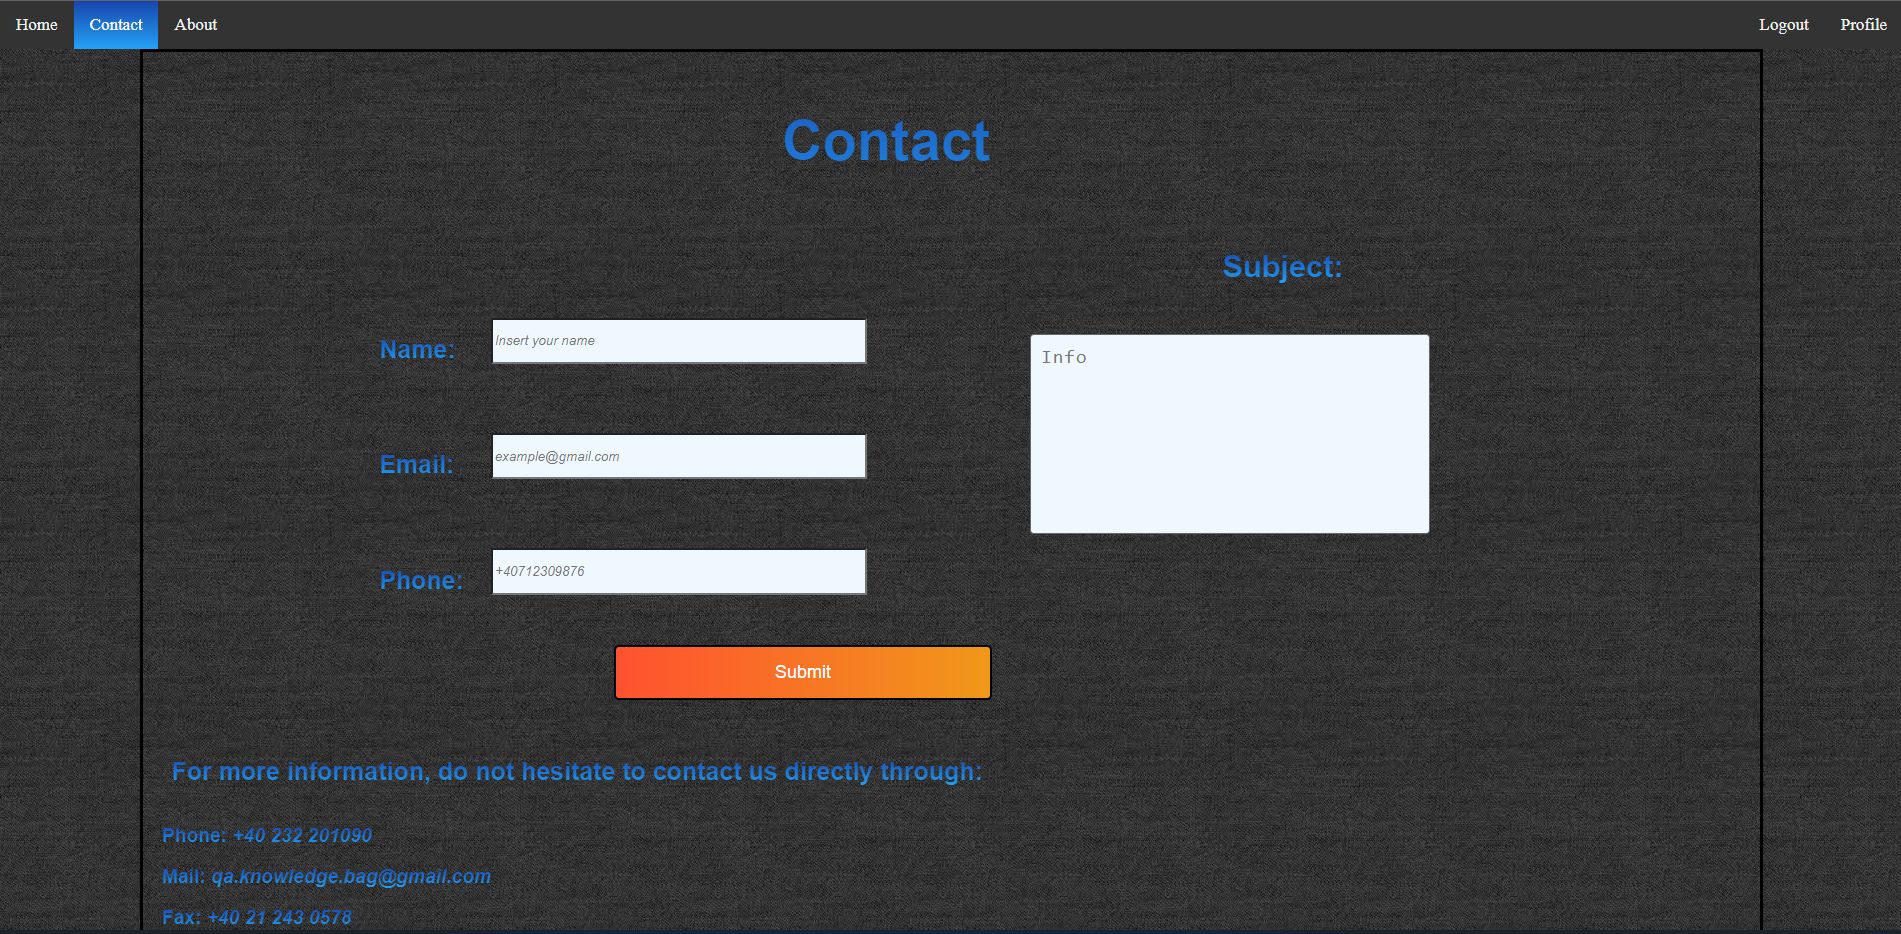 Home Contact About Logout Profile
Contact
Subject:
Name: Insert your name
Info
Email: example@gmail.com
Phone: +40712309876
Submit
For more information, do not hesitate to contact us directly through:
Phone: +40 232 201090
Mail: qa.knowledge.bag@gmail.com
Fax: +40 21 243 0578